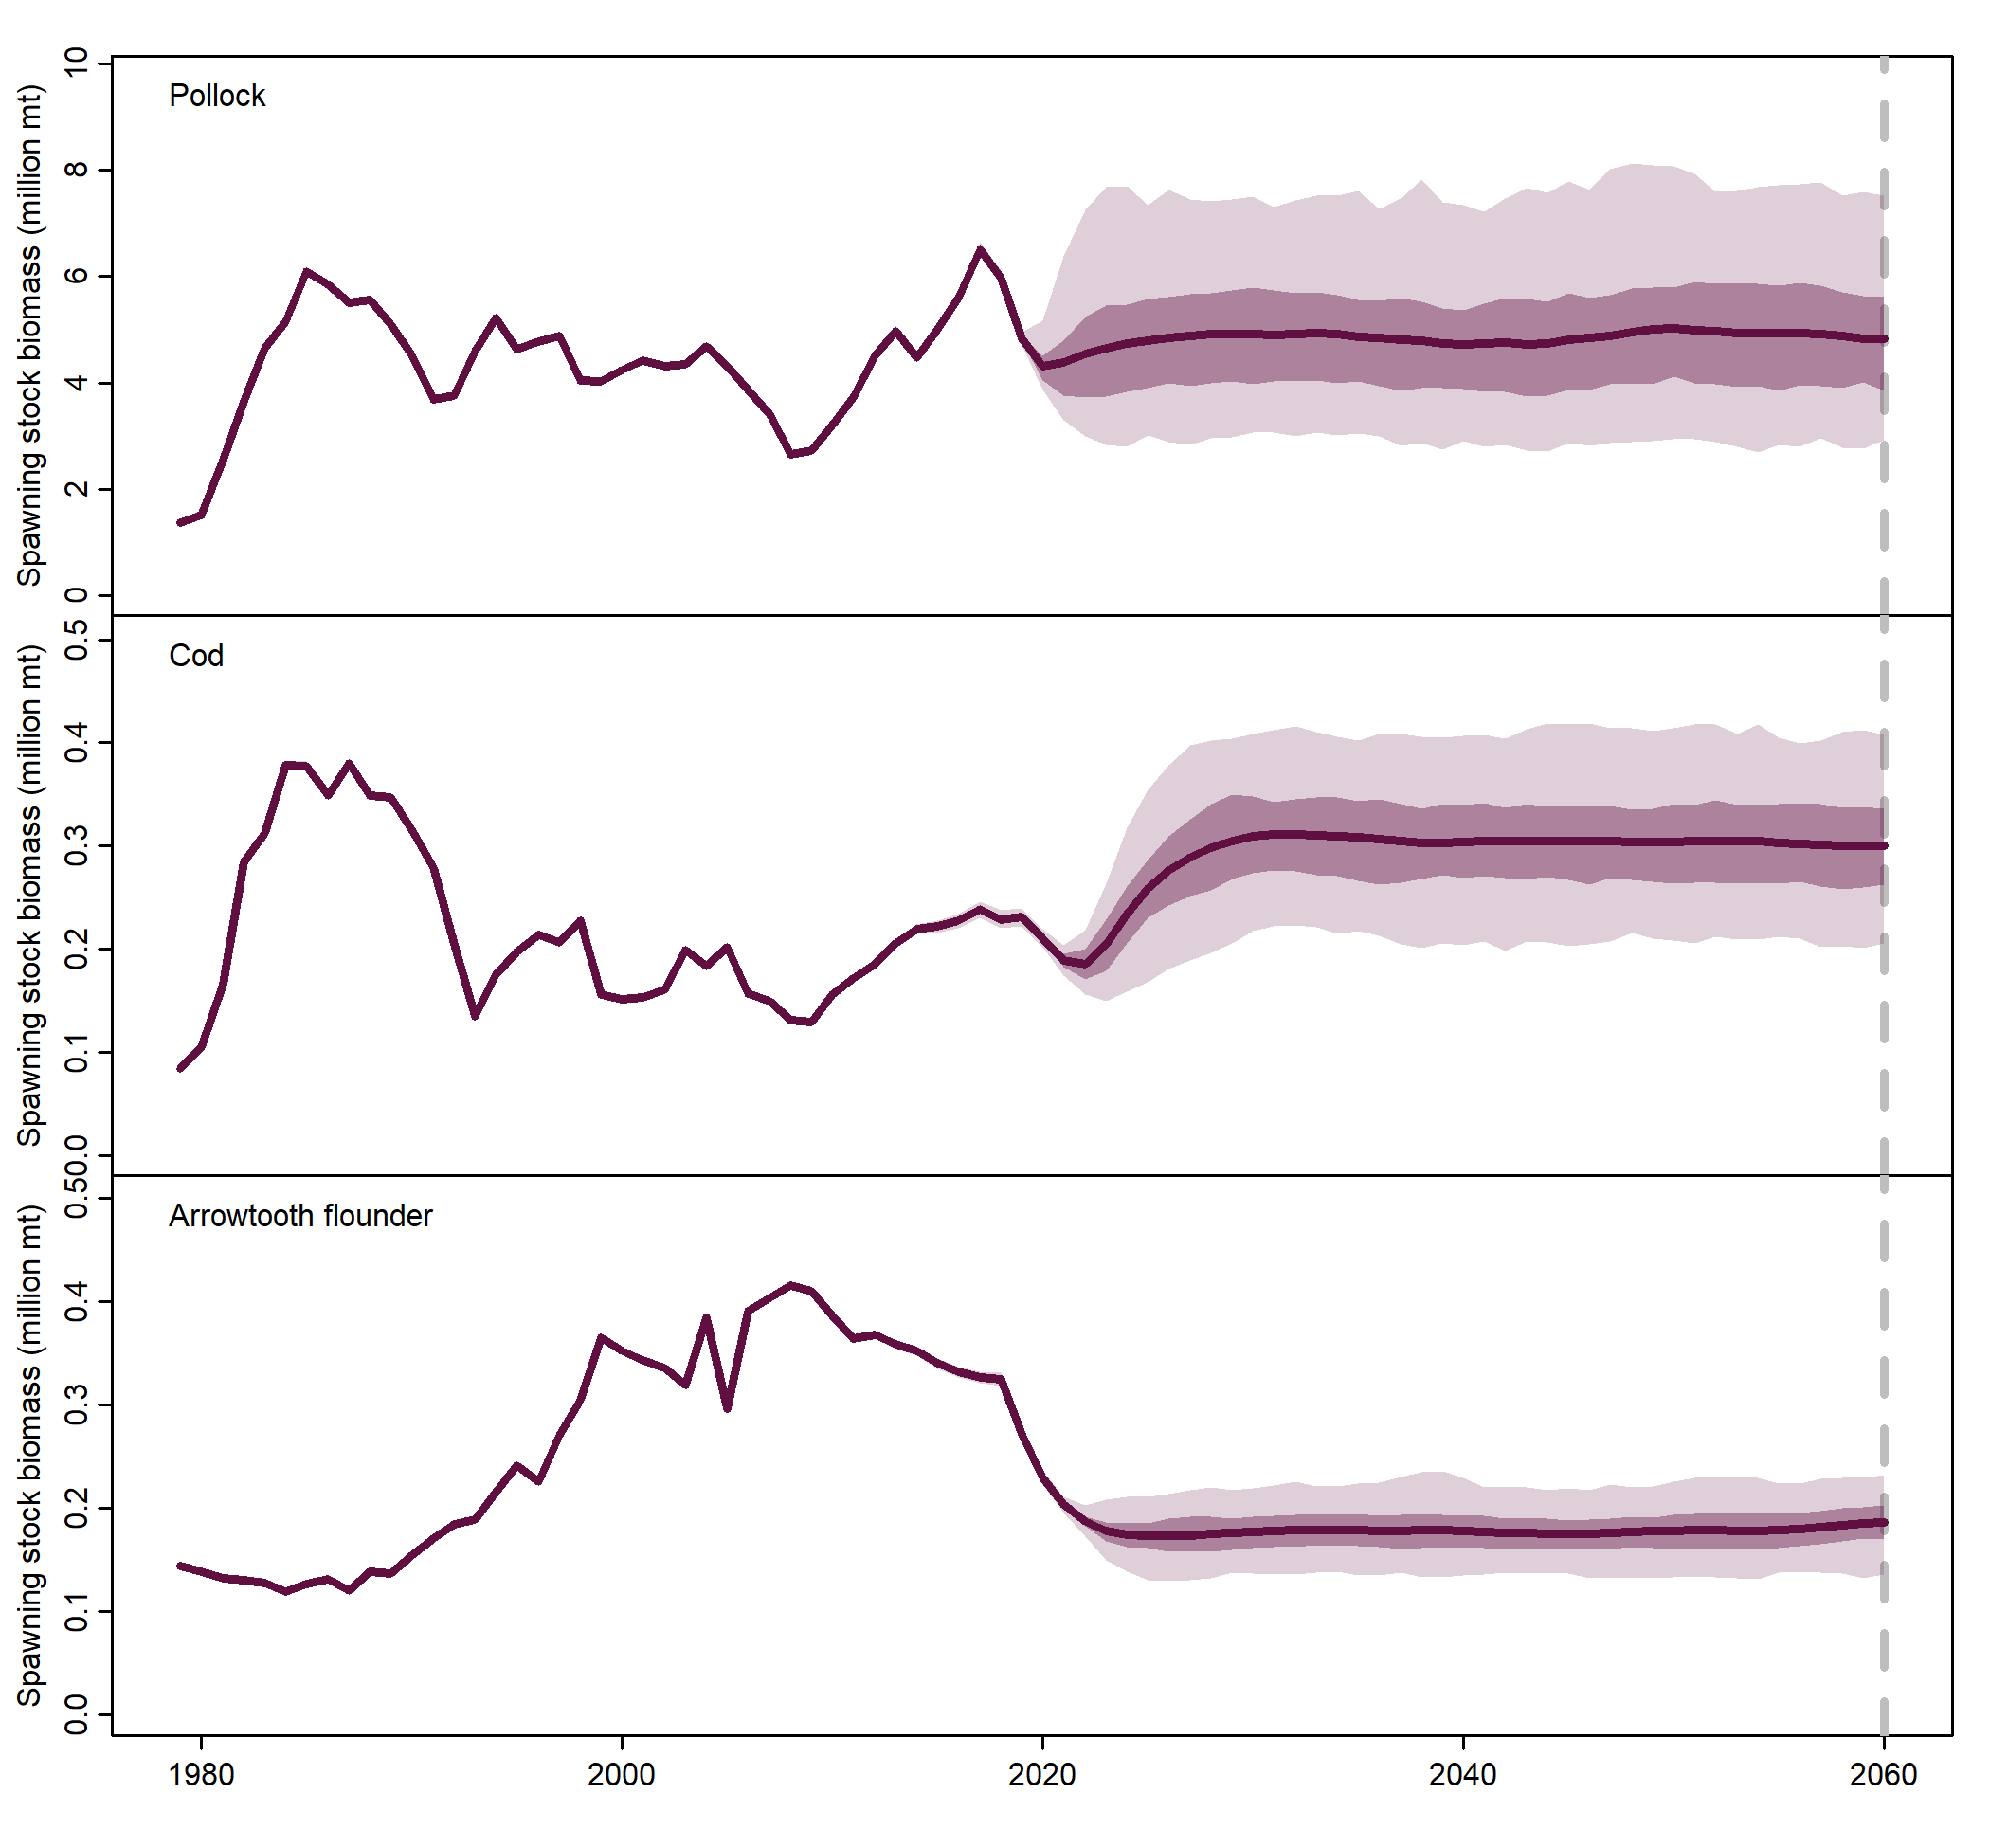 Pollock
Spawning stock biomass (million mt)
10
8
6
4
2
0
Cod
Spawning stock biomass (million mt)
0.5
0.4
0.3
0.2
0.1
0.0
Arrowtooth flounder
Spawning stock biomass (million mt)
0.5
0.4
0.3
0.2
0.1
0.0
1980 2000 2020 2040 2060